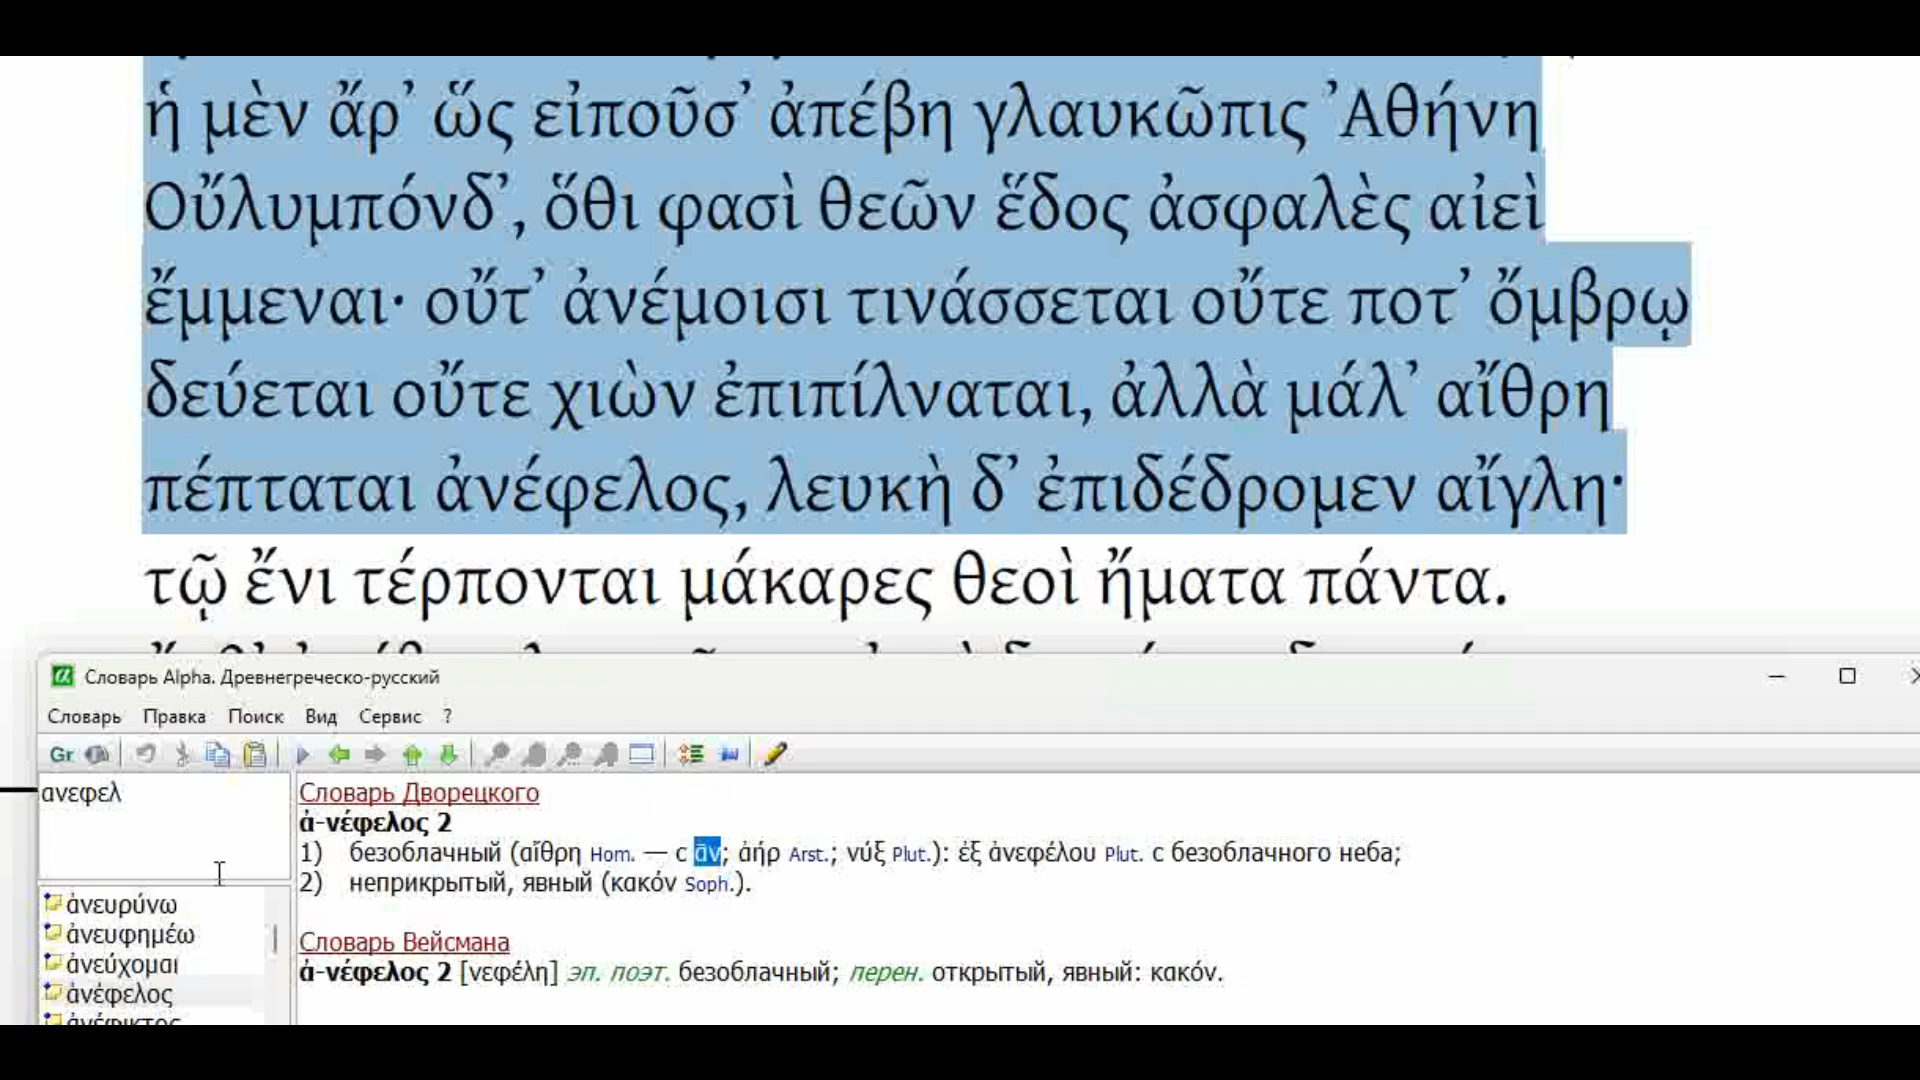 ἡ μὲν ἄρ’ ὥς εἰποῦσ’ ἀπέβη γλαυκῶπις ’Αθήνη
Οὔλυμπόνδ’, ὅθι φασὶ θεῶν ἕδος ἀσφαλὲς αἰεὶ
ἔμμεναι· οὔτ’ ἀνέμοισι τινάσσεται οὔτε ποτ’ ὄμβρῳ
δεύεται οὔτε χιὼν ἐπιπίλναται, ἀλλὰ μάλ’ αἴθρη
πέπταται ἀνέφελος, λευκὴ δ’ ἐπιδέδρομεν αἴγλη·
τῷ ἔνι τέρπονται μάκαρες θεοὶ ἤματα πάντα.
Словарь Alpha. Древнегреческо-русский
Словарь Правка Поиск Вид Сервис ?
Gr
ανεφελ
ἀνευρύνω
ἀνευφημέω
ἀνεύχομαι
ἀνέφελος
ἀνέφικτος
Словарь Дворецкого
ἀ-νέφελος 2
1) безоблачный (αἴθρη Hom. — с ᾱν; ἀήρ Arst.; νύξ Plut.): ἐξ ἀνεφέλου Plut. с безоблачного неба;
2) неприкрытый, явный (κακόν Soph.).
Словарь Вейсмана
ἀ-νέφελος 2 [νεφέλη] эп. поэт. безоблачный; перен. открытый, явный: κακόν.